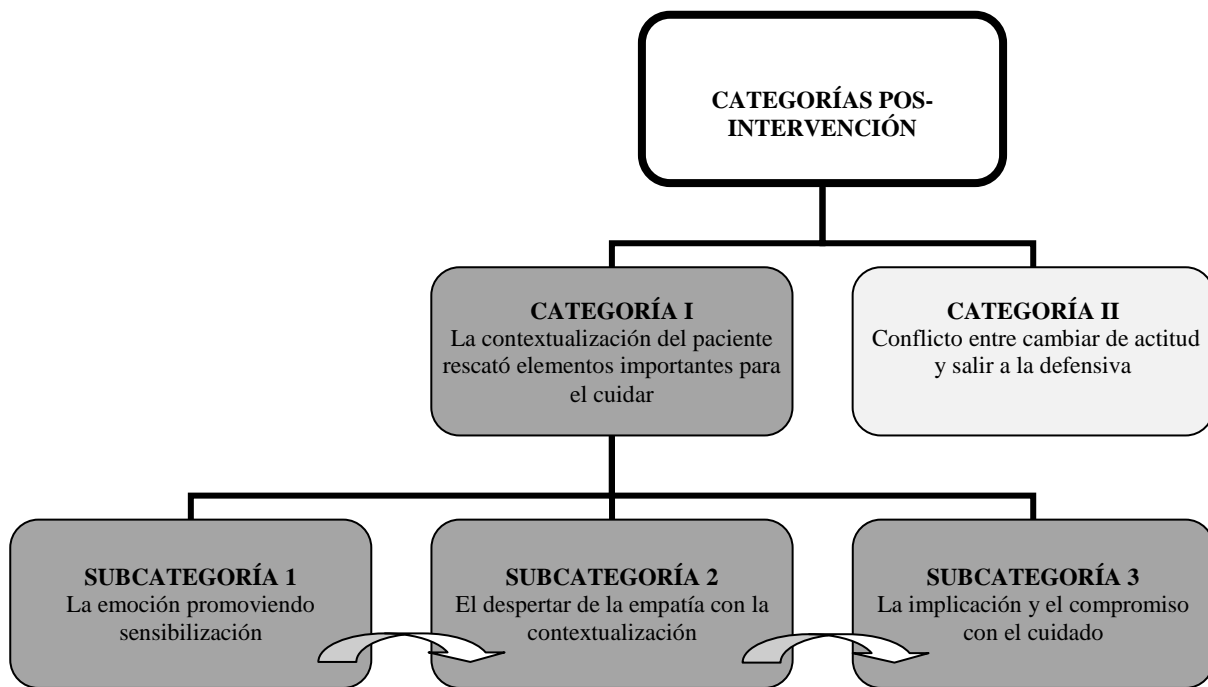 CATEGORÍAS POS-
INTERVENCIÓN
CATEGORÍA I
La contextualización del paciente
rescató elementos importantes para
el cuidar
CATEGORÍA II
Conflicto entre cambiar de actitud
y salir a la defensiva
SUBCATEGORÍA 1
La emoción promoviendo
sensibilización
SUBCATEGORÍA 2
El despertar de la empatía con la
contextualización
SUBCATEGORÍA 3
La implicación y el compromiso
con el cuidado